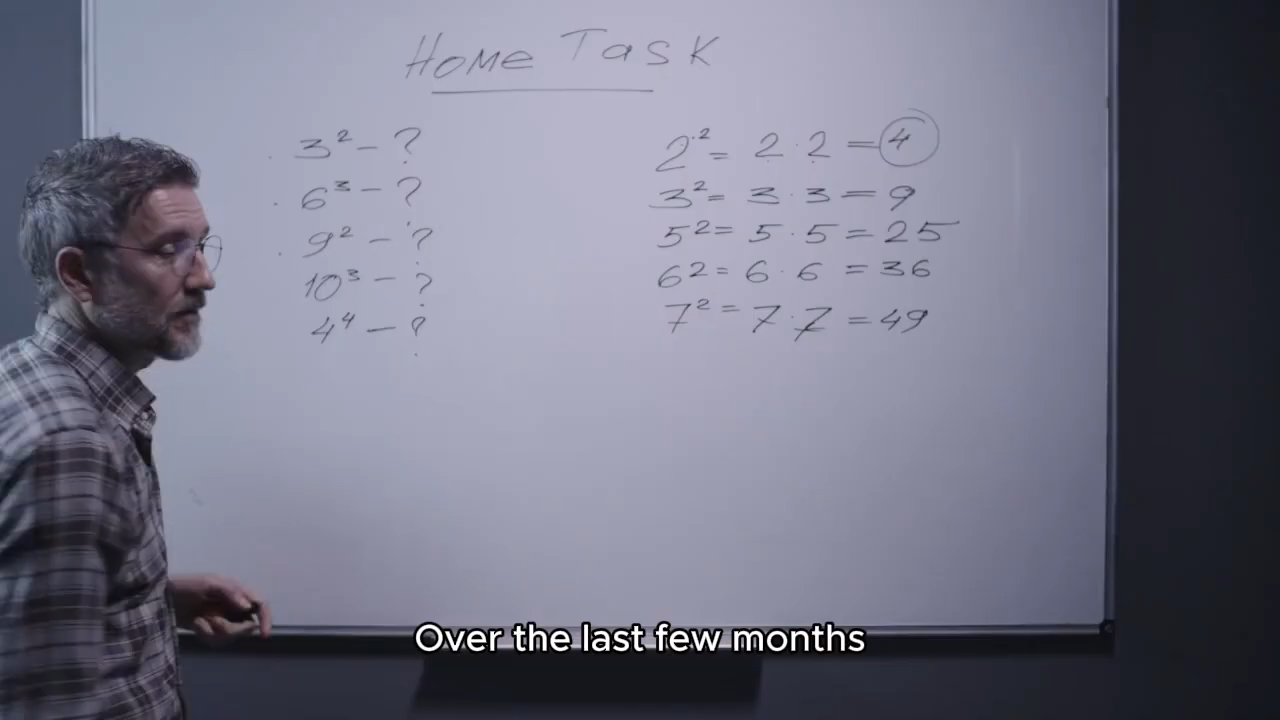 Home Task
3² – ?
6³ – ?
9² – ?
10³ – ?
4⁴ – ?
2² = 2 · 2 = 4
3² = 3 · 3 = 9
5² = 5 · 5 = 25
6² = 6 · 6 = 36
7² = 7 · 7 = 49
Over the last few months